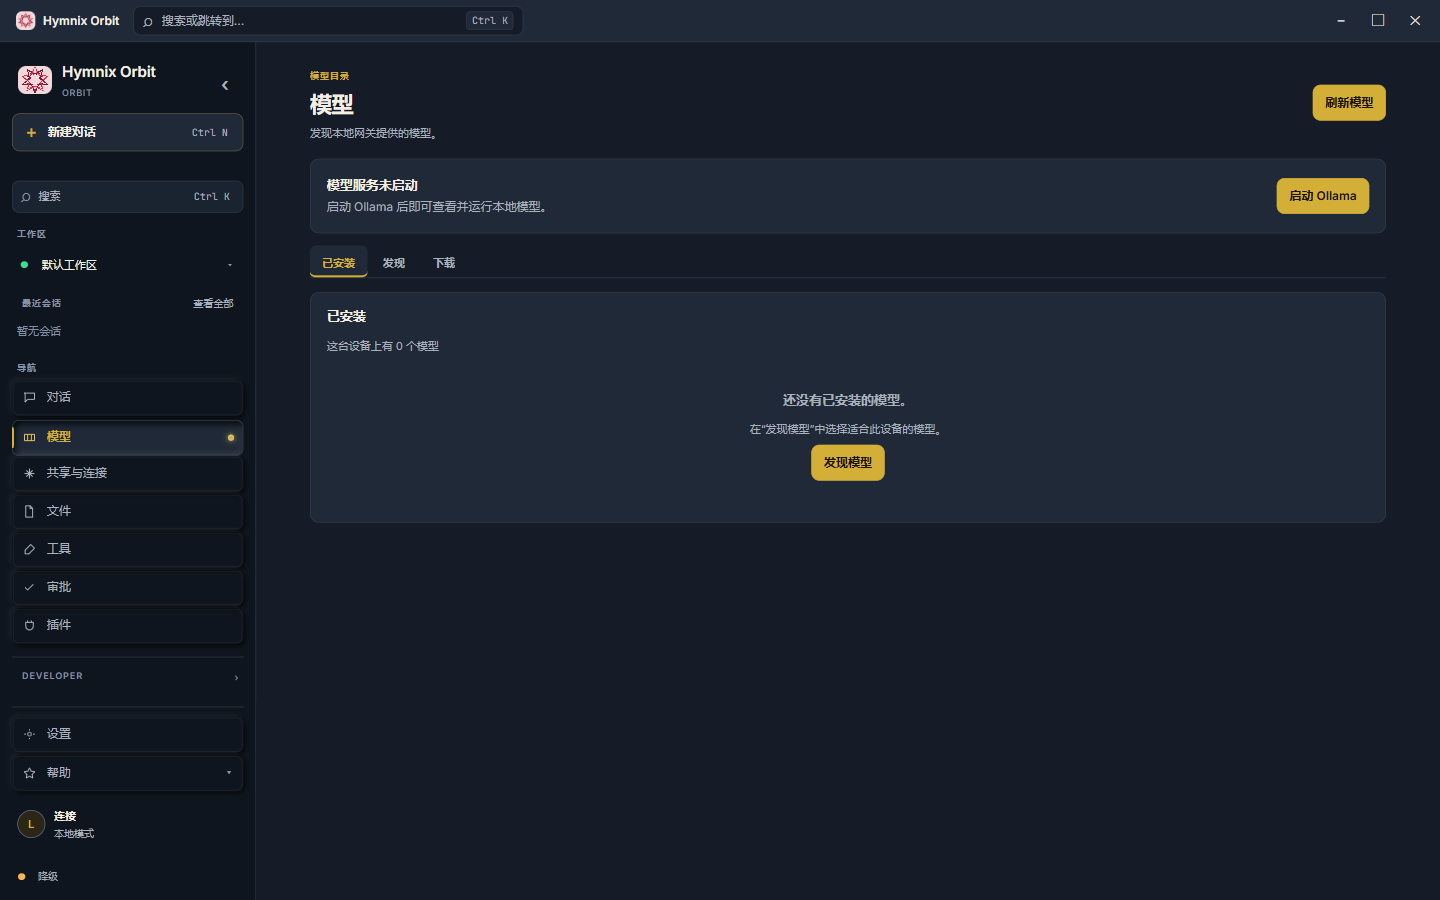 Hymnix Orbit
搜索或跳转到...
Ctrl K
Hymnix Orbit
ORBIT
新建对话
Ctrl N
搜索
Ctrl K
工作区
默认工作区
最近会话
查看全部
暂无会话
导航
对话
模型
共享与连接
文件
工具
审批
插件
DEVELOPER
设置
帮助
L
连接
本地模式
降级
模型目录
模型
发现本地网关提供的模型。
刷新模型
模型服务未启动
启动 Ollama 后即可查看并运行本地模型。
启动 Ollama
已安装
发现
下载
已安装
这台设备上有 0 个模型
还没有已安装的模型。
在“发现模型”中选择适合此设备的模型。
发现模型